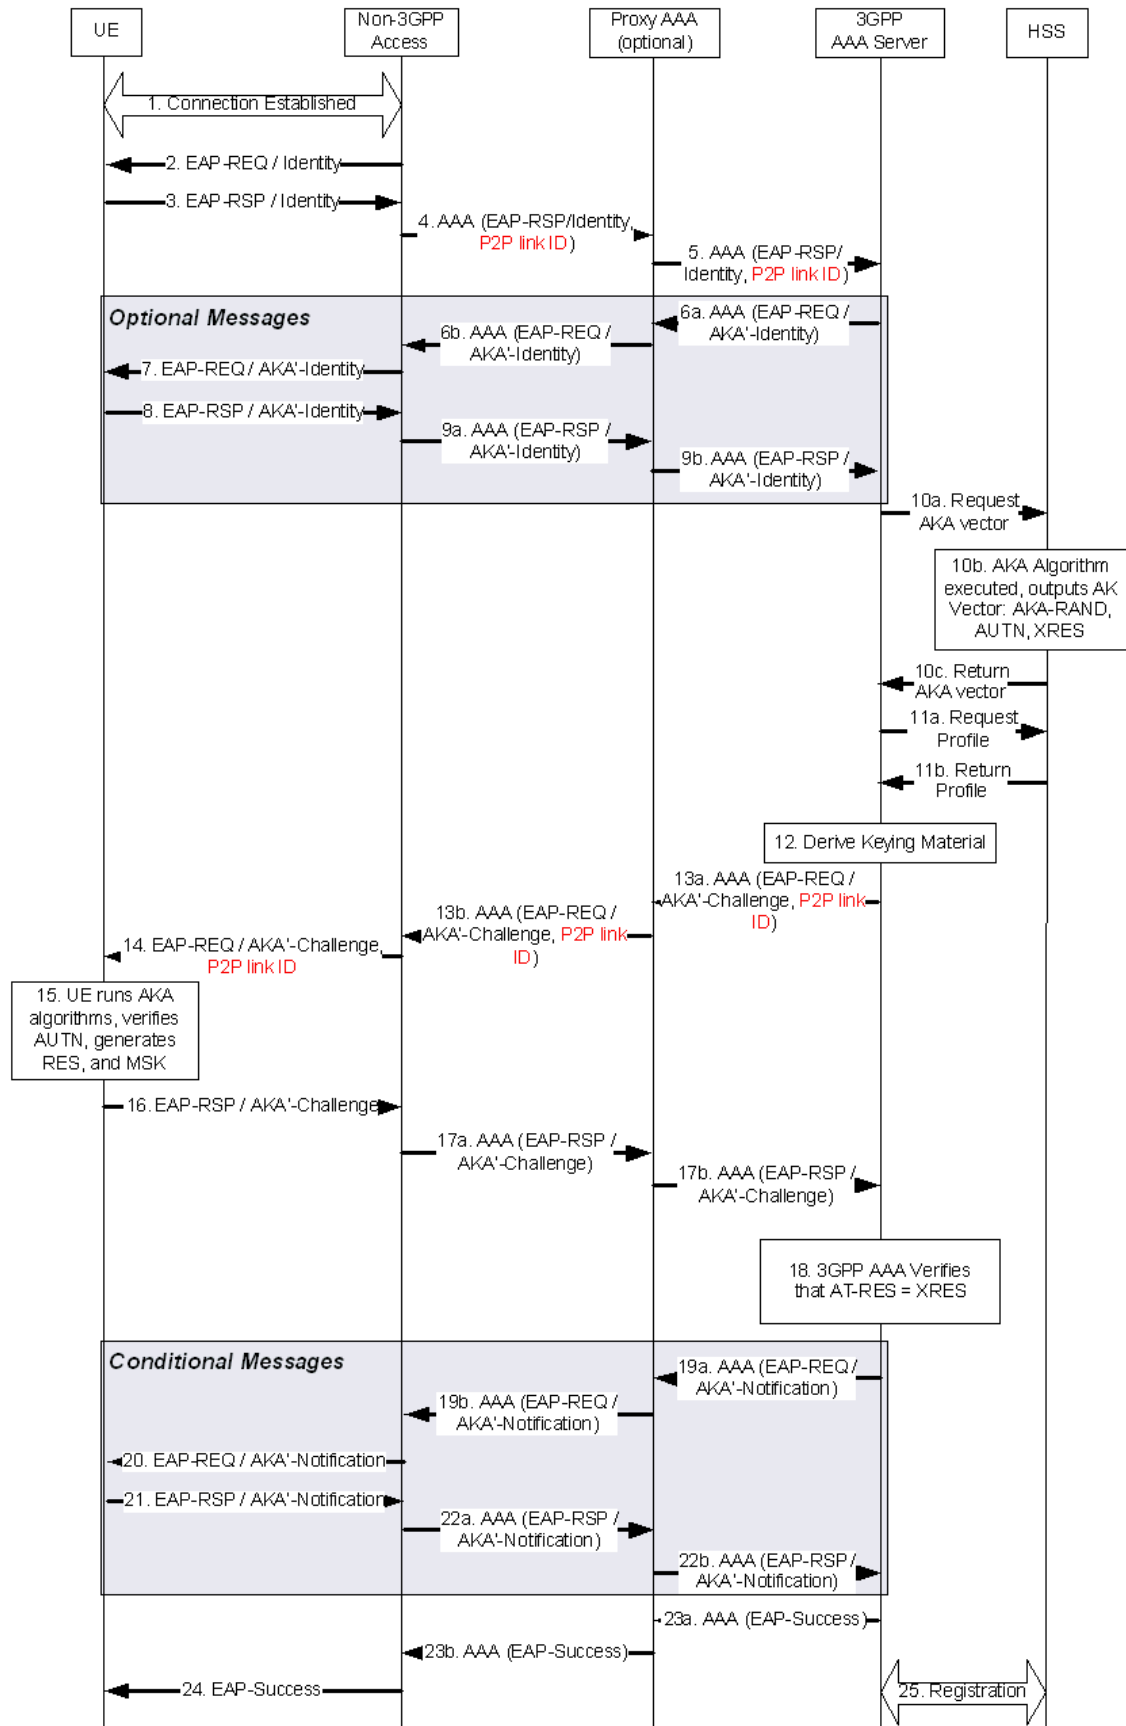 UE
Non-3GPP
Access
Proxy AAA
(optional)
3GPP
AAA Server
HSS
1. Connection Established
2. EAP-REQ / Identity
3. EAP-RSP / Identity
4. AAA (EAP-RSP/Identity,
P2P link ID)
5. AAA (EAP-RSP/
Identity, P2P link ID)
Optional Messages
6a. AAA (EAP-REQ /
AKA'-Identity)
6b. AAA (EAP-REQ /
AKA'-Identity)
7. EAP-REQ / AKA'-Identity
8. EAP-RSP / AKA'-Identity
9a. AAA (EAP-RSP /
AKA'-Identity)
9b. AAA (EAP-RSP /
AKA'-Identity)
10a. Request
AKA vector
10b. AKA Algorithm
executed, outputs AK
Vector: AKA-RAND,
AUTN, XRES
10c. Return
AKA vector
11a. Request
Profile
11b. Return
Profile
12. Derive Keying Material
13a. AAA (EAP-REQ /
AKA'-Challenge, P2P link
ID)
13b. AAA (EAP-REQ /
AKA'-Challenge, P2P link
ID)
14. EAP-REQ / AKA'-Challenge,
P2P link ID
15. UE runs AKA
algorithms, verifies
AUTN, generates
RES, and MSK
16. EAP-RSP / AKA'-Challenge
17a. AAA (EAP-RSP /
AKA'-Challenge)
17b. AAA (EAP-RSP /
AKA'-Challenge)
18. 3GPP AAA Verifies
that AT-RES = XRES
Conditional Messages
19a. AAA (EAP-REQ /
AKA'-Notification)
19b. AAA (EAP-REQ /
AKA'-Notification)
20. EAP-REQ / AKA'-Notification
21. EAP-RSP / AKA'-Notification
22a. AAA (EAP-RSP /
AKA'-Notification)
22b. AAA (EAP-RSP /
AKA'-Notification)
23a. AAA (EAP-Success)
23b. AAA (EAP-Success)
24. EAP-Success
25. Registration